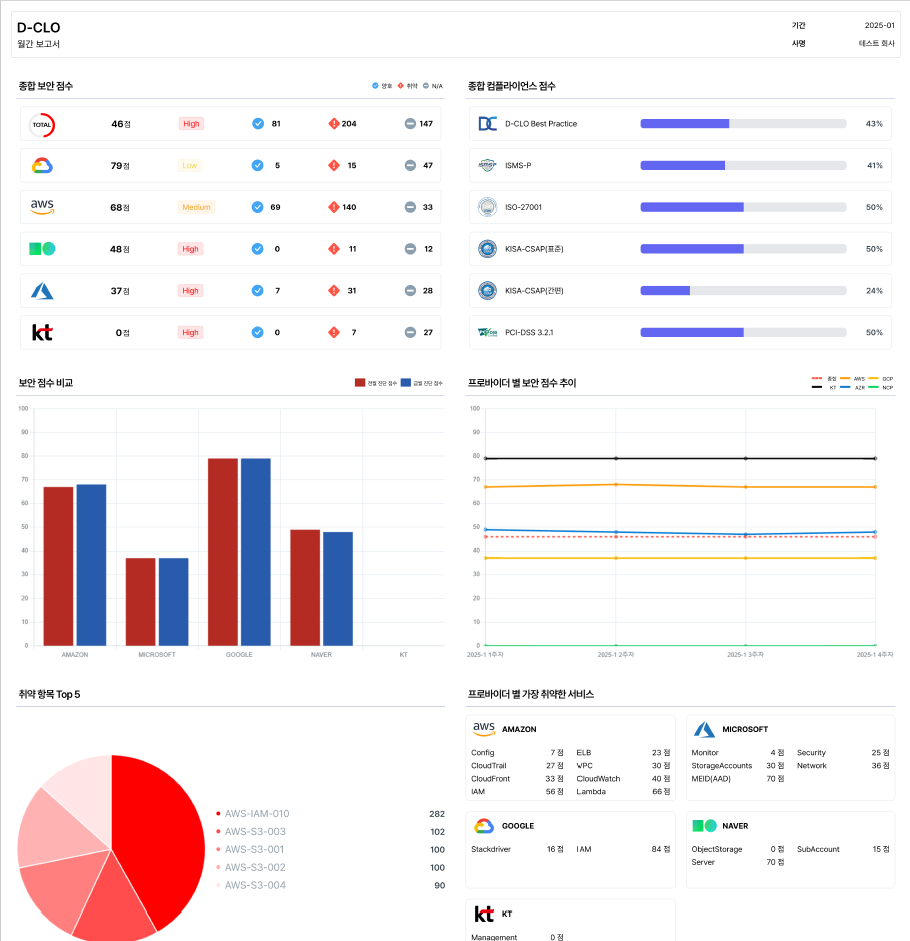 D-CLO
월간 보고서
기간 2025-01
사명 테스트 회사
종합 보안 점수
양호 취약 N/A
TOTAL 46점 High 81 204 147
79점 Low 5 15 47
aws 68점 Medium 69 140 33
48점 High 0 11 12
37점 High 7 31 28
kt 0점 High 0 7 27
종합 컴플라이언스 점수
D-CLO Best Practice 43%
ISMS-P ISMS-P 41%
ISO-27001 50%
KISA-CSAP(표준) 50%
KISA-CSAP(간편) 24%
PCI-DSS 3.2.1 50%
보안 점수 비교
전월 진단 점수 금월 진단 점수
100
90
80
70
60
50
40
30
20
10
0
AMAZON MICROSOFT GOOGLE NAVER KT
프로바이더 별 보안 점수 추이
종합 AWS GCP
KT AZR NCP
100
90
80
70
60
50
40
30
20
10
0
2025-1 1주차 2025-1 2주차 2025-1 3주차 2025-1 4주차
취약 항목 Top 5
AWS-IAM-010 282
AWS-S3-003 102
AWS-S3-001 100
AWS-S3-002 100
AWS-S3-004 90
프로바이더 별 가장 취약한 서비스
aws AMAZON
Config 7 점 ELB 23 점
CloudTrail 27 점 VPC 30 점
CloudFront 33 점 CloudWatch 40 점
IAM 56 점 Lambda 66 점
MICROSOFT
Monitor 4 점 Security 25 점
StorageAccounts 30 점 Network 36 점
MEID(AAD) 70 점
GOOGLE
Stackdriver 16 점 IAM 84 점
NAVER
ObjectStorage 0 점 SubAccount 15 점
Server 70 점
kt KT
Management 0 점